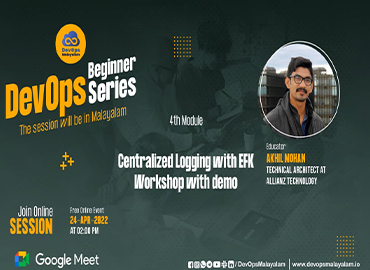 DevOps
Malayalam
DevOps
Beginner
Series
The session will be in Malayalam
4th Module
Centralized Logging with EFK
Workshop with demo
Educator
AKHIL MOHAN
TECHNICAL ARCHITECT AT
ALLIANZ TECHNOLOGY
Join Online
SESSION
Free Online Event
24-APR-2022
AT 02:00 PM
Google Meet
/DevOpsMalayalam | www.devopsmalayalam.io